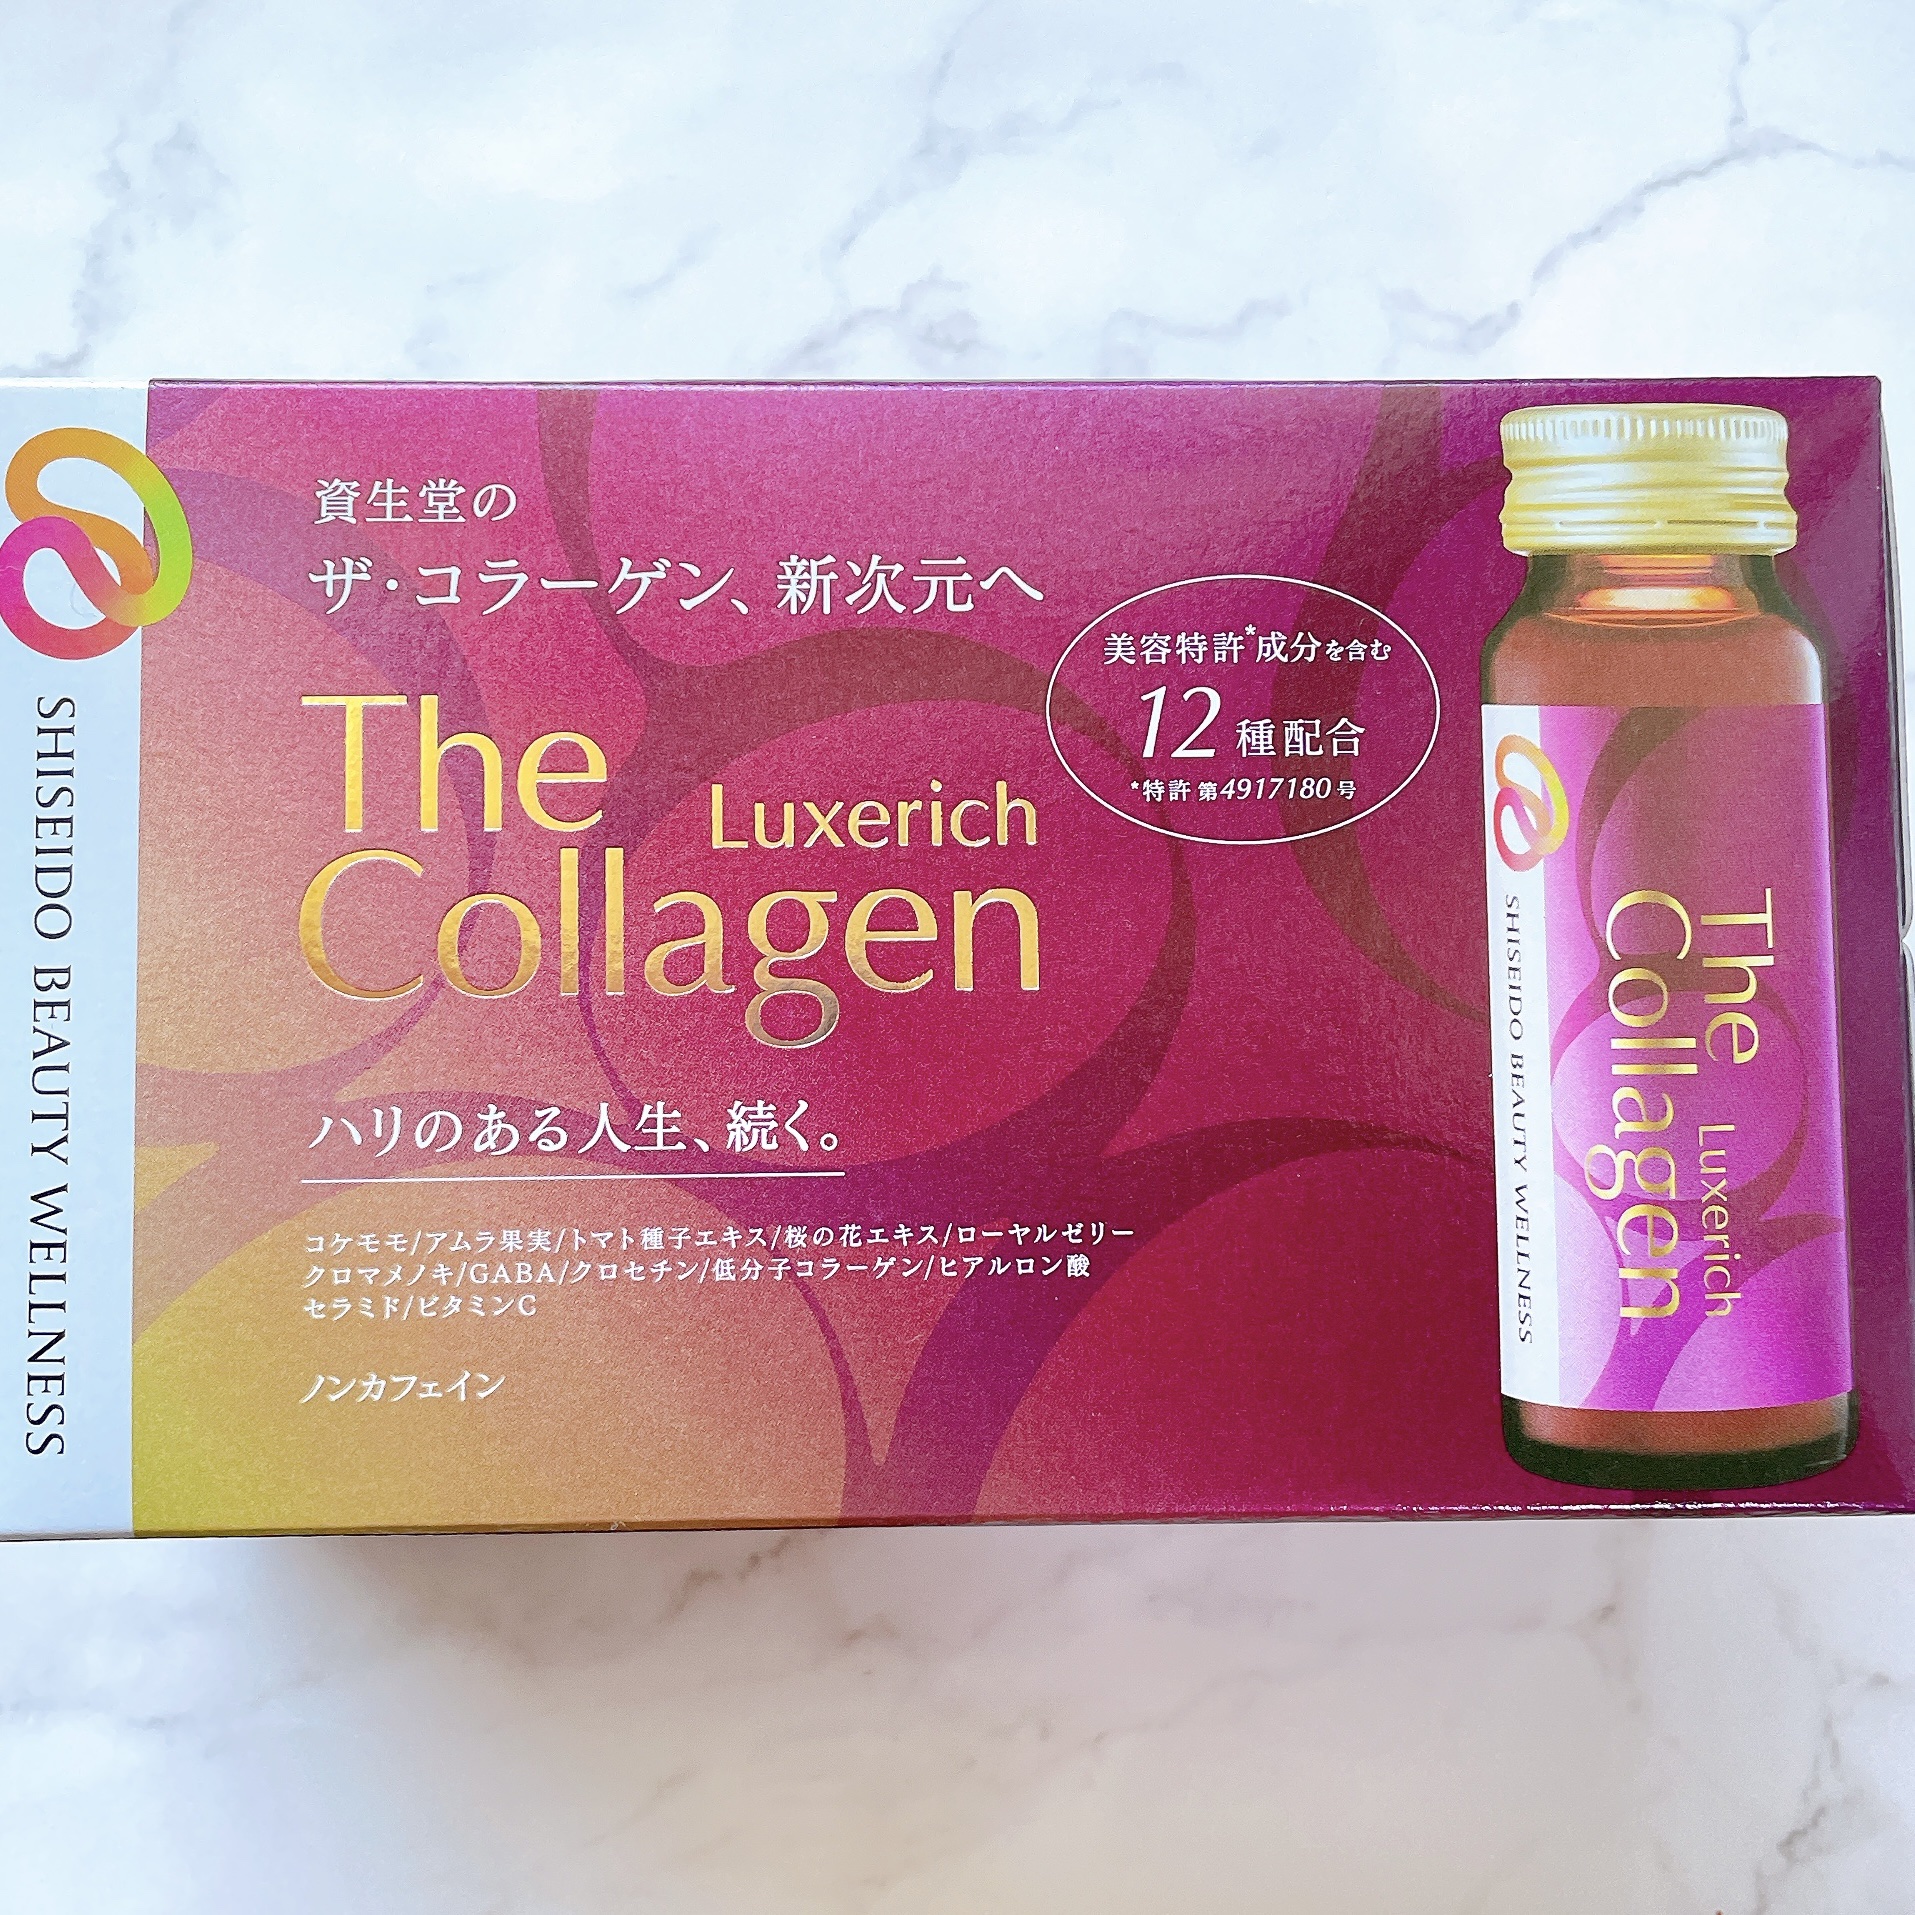 SHISEIDO BEAUTY WELLNESS
資生堂の
ザ・コラーゲン、新次元へ
The
Luxerich
Collagen
美容特許*成分を含む
12種配合
*特許 第4917180号
ハリのある人生、続く。
コケモモ/アムラ果実/トマト種子エキス/桜の花エキス/ローヤルゼリー
クロマメノキ/GABA/クロセチン/低分子コラーゲン/ヒアルロン酸
セラミド/ビタミンC
ノンカフェイン
SHISEIDO BEAUTY WELLNESS
The
Luxerich
Collagen